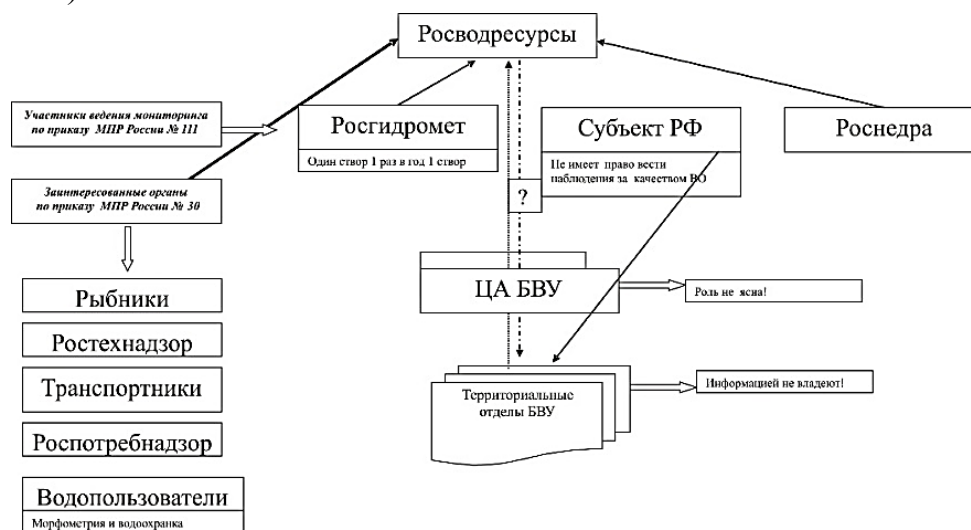 )
Росводресурсы
Участники ведения мониторинга
по приказу МПР России № 111
Росгидромет
Один створ 1 раз в год 1 створ
Субъект РФ
Не имеет право вести
наблюдения за качеством ВО
Роснедра
Заинтересованные органы
по приказу МПР России № 30
?
Рыбники
ЦА БВУ
Роль не ясна!
Ростехнадзор
Транспортники
Территориальные
отделы БВУ
Информацией не владеют!
Роспотребнадзор
Водопользователи
Морфометрия и водоохранка